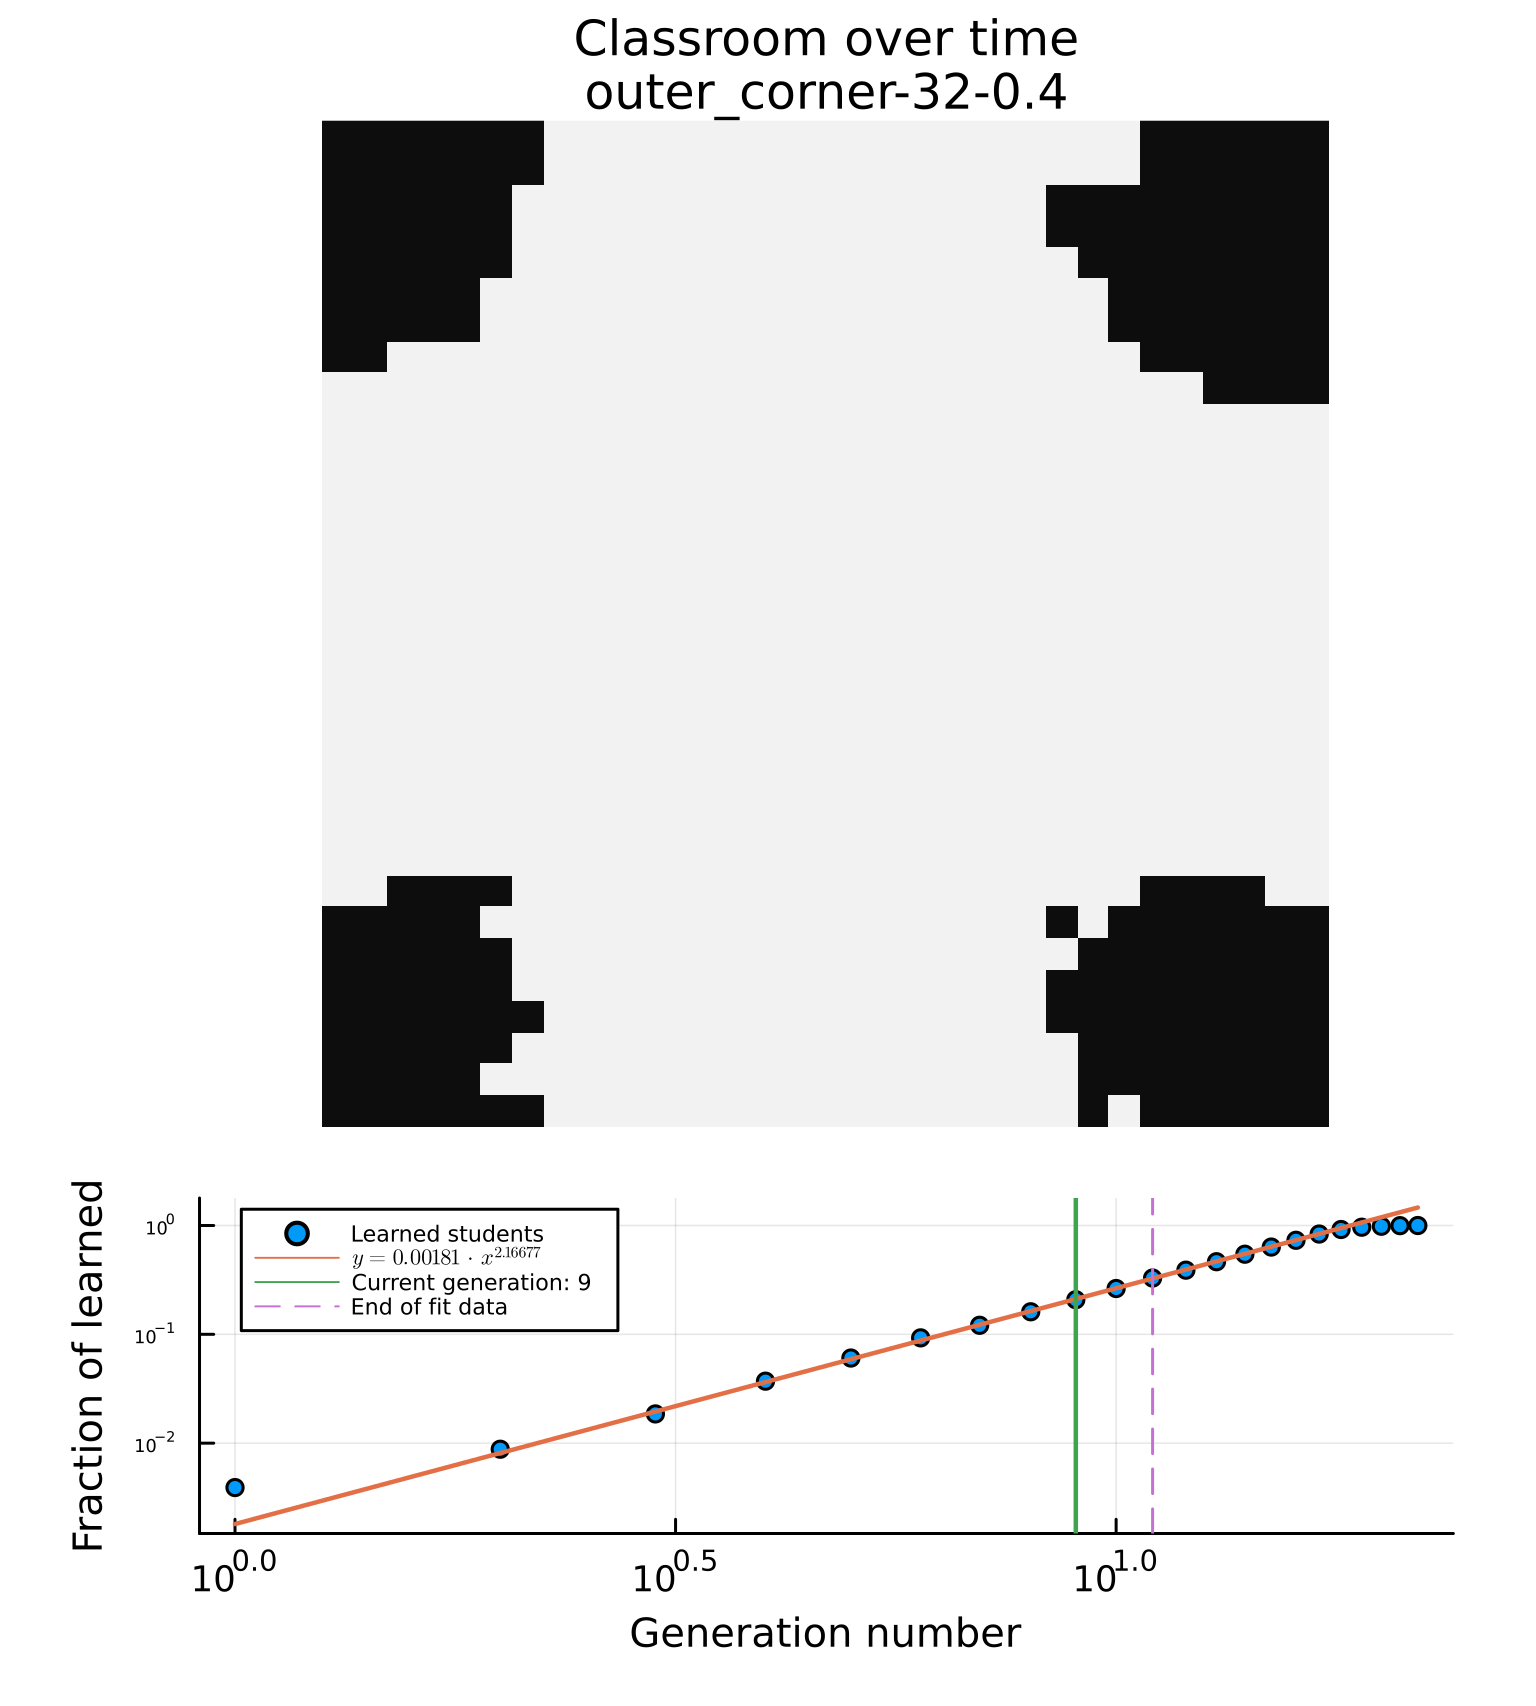 Classroom over time
outer_corner-32-0.4
Fraction of learned
10^0
10^-1
10^-2
Learned students
y = 0.00181 · x^2.16677
Current generation: 9
End of fit data
10^0.0
10^0.5
10^1.0
Generation number